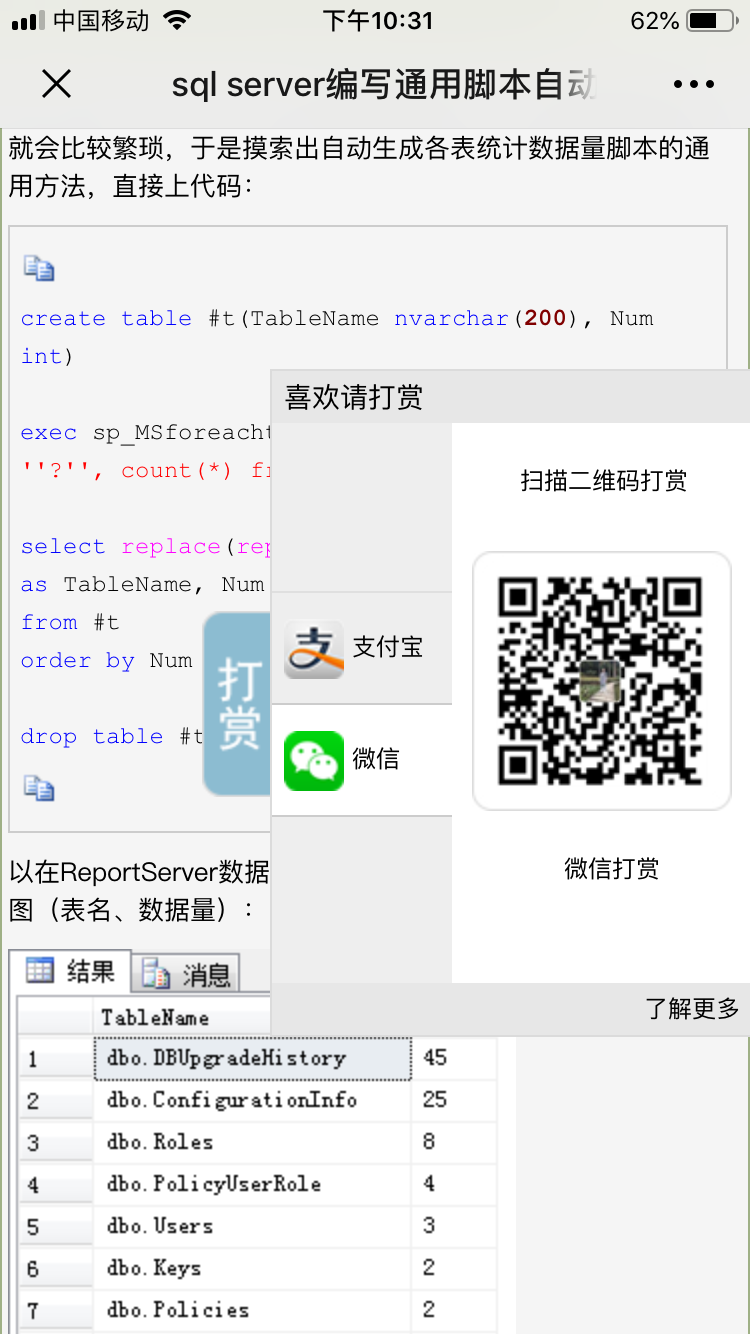 中国移动 下午10:31 62%
sql server编写通用脚本自动
就会比较繁琐，于是摸索出自动生成各表统计数据量脚本的通
用方法，直接上代码：
create table #t(TableName nvarchar(200), Num
int)
exec sp_MSforeacht
''?'', count(*) fr
select replace(rep
as TableName, Num
from #t
order by Num
drop table #t
打赏
喜欢请打赏
支付宝
微信
扫描二维码打赏
微信打赏
了解更多
以在ReportServer数据
图（表名、数据量）：
结果 消息
TableName
1 dbo.DBUpgradeHistory 45
2 dbo.ConfigurationInfo 25
3 dbo.Roles 8
4 dbo.PolicyUserRole 4
5 dbo.Users 3
6 dbo.Keys 2
7 dbo.Policies 2